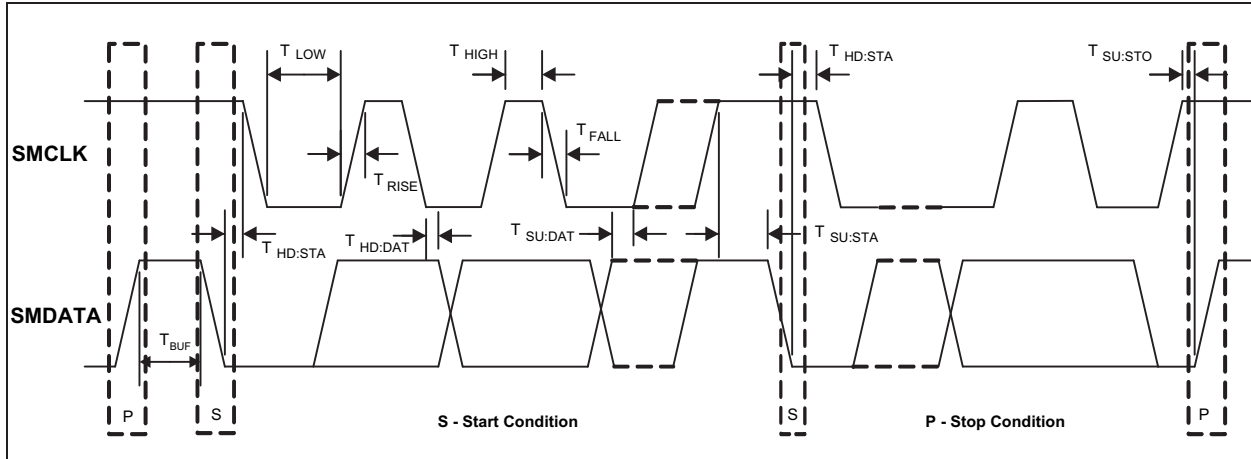 T LOW
T HIGH
T HD:STA
T SU:STO
SMCLK
T FALL
T RISE
T HD:STA
T HD:DAT
T SU:DAT
T SU:STA
SMDATA
T BUF
P
S
S - Start Condition
S
P - Stop Condition
P